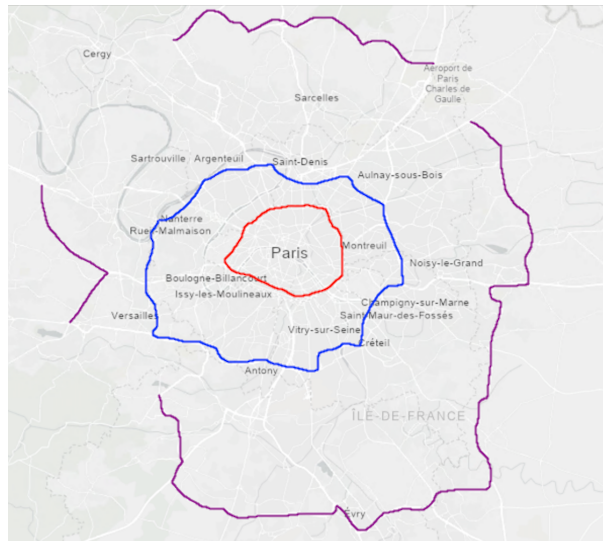 Cergy
Aéroport de
Paris
Charles de
Gaulle
Sarcelles
Sartrouville
Argenteuil
Saint-Denis
Aulnay-sous-Bois
Nanterre
Rueil-Malmaison
Paris
Montreuil
Noisy-le-Grand
Boulogne-Billancourt
Issy-les-Moulineaux
Champigny-sur-Marne
Saint-Maur-des-Fossés
Versailles
Vitry-sur-Seine
Créteil
Antony
ÎLE-DE-FRANCE
Évry